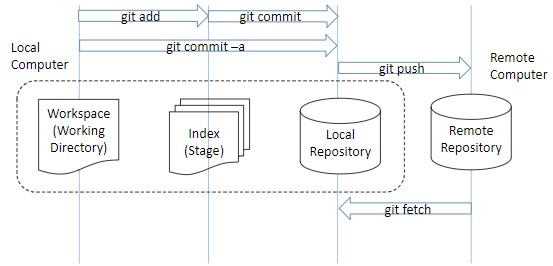 git add
git commit
git commit –a
git push
Local
Computer
Remote
Computer
Workspace
(Working
Directory)
Index
(Stage)
Local
Repository
Remote
Repository
git fetch